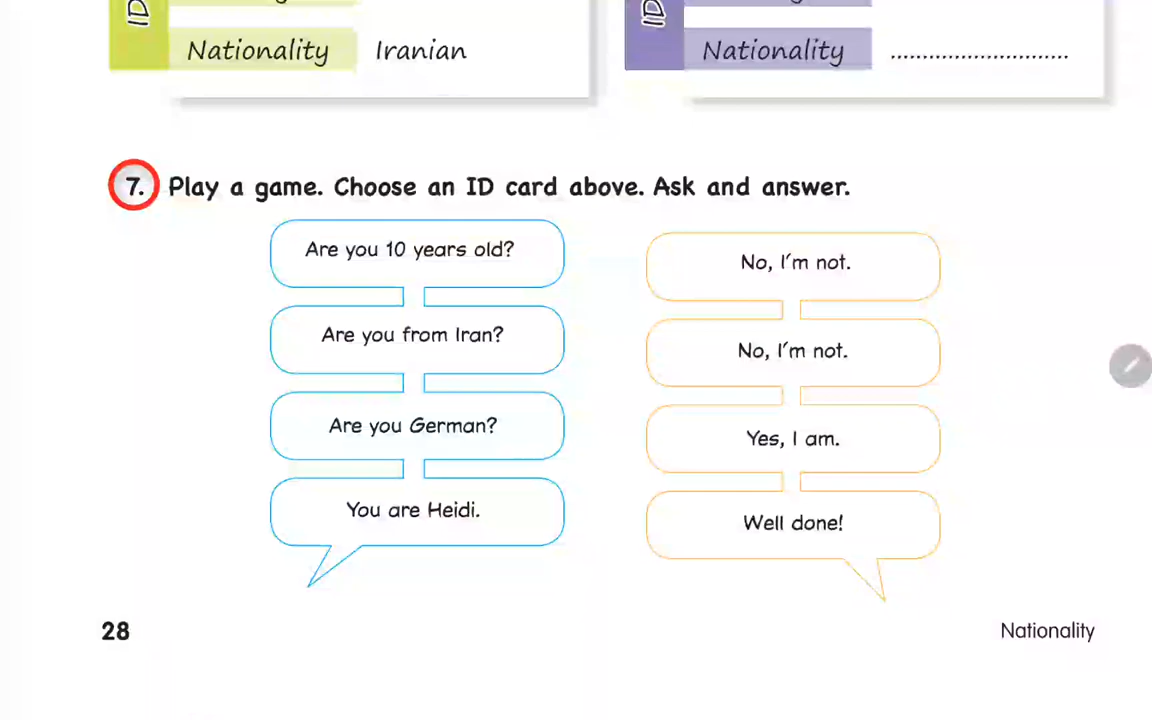 ID
ID
Nationality Iranian
Nationality ............................
7. Play a game. Choose an ID card above. Ask and answer.
Are you 10 years old?
No, I'm not.
Are you from Iran?
No, I'm not.
Are you German?
Yes, I am.
You are Heidi.
Well done!
28
Nationality